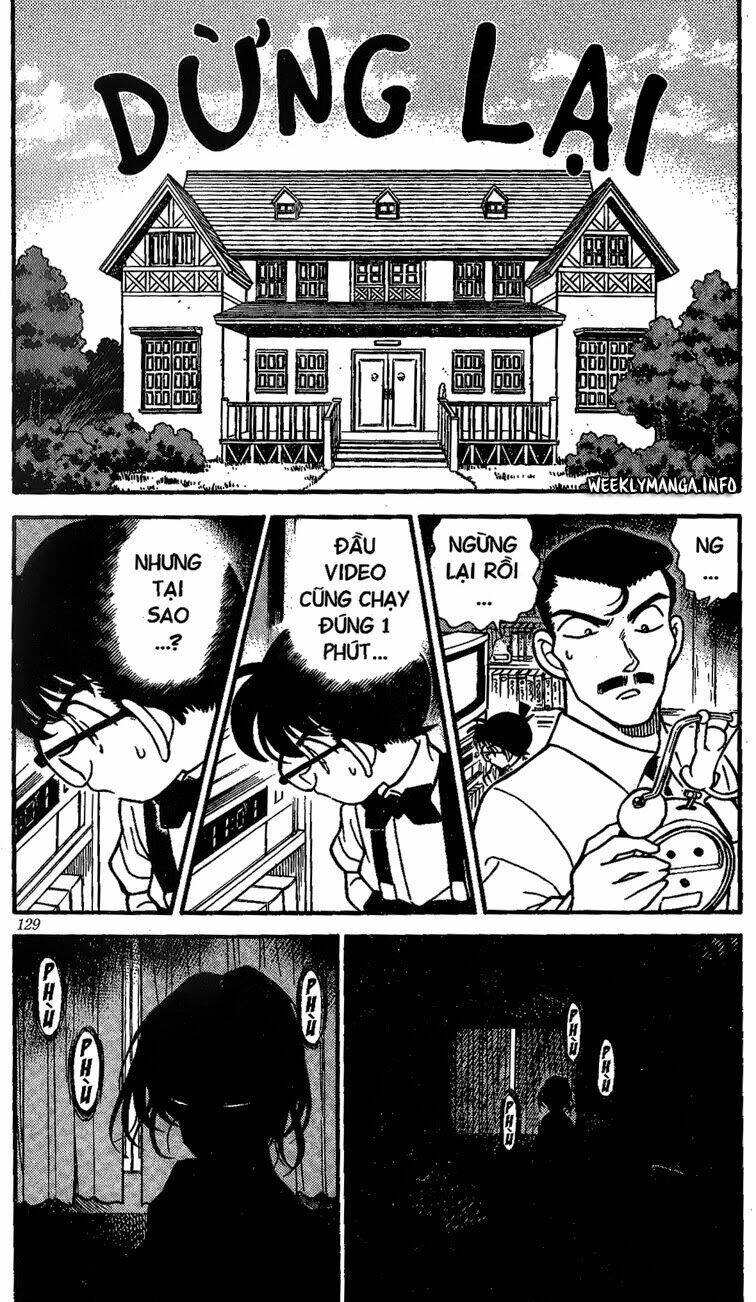 DỪNG LẠI
WEEKLYMANGA.INFO
NG
...
NGỪNG
LẠI RỒI
...
ĐẦU
VIDEO
CŨNG CHẠY
ĐÚNG 1
PHÚT...
NHƯNG
TẠI
SAO
...?
129
PHÙ
PHÙ
PHÙ
PHÙ
PHÙ
PHÙ